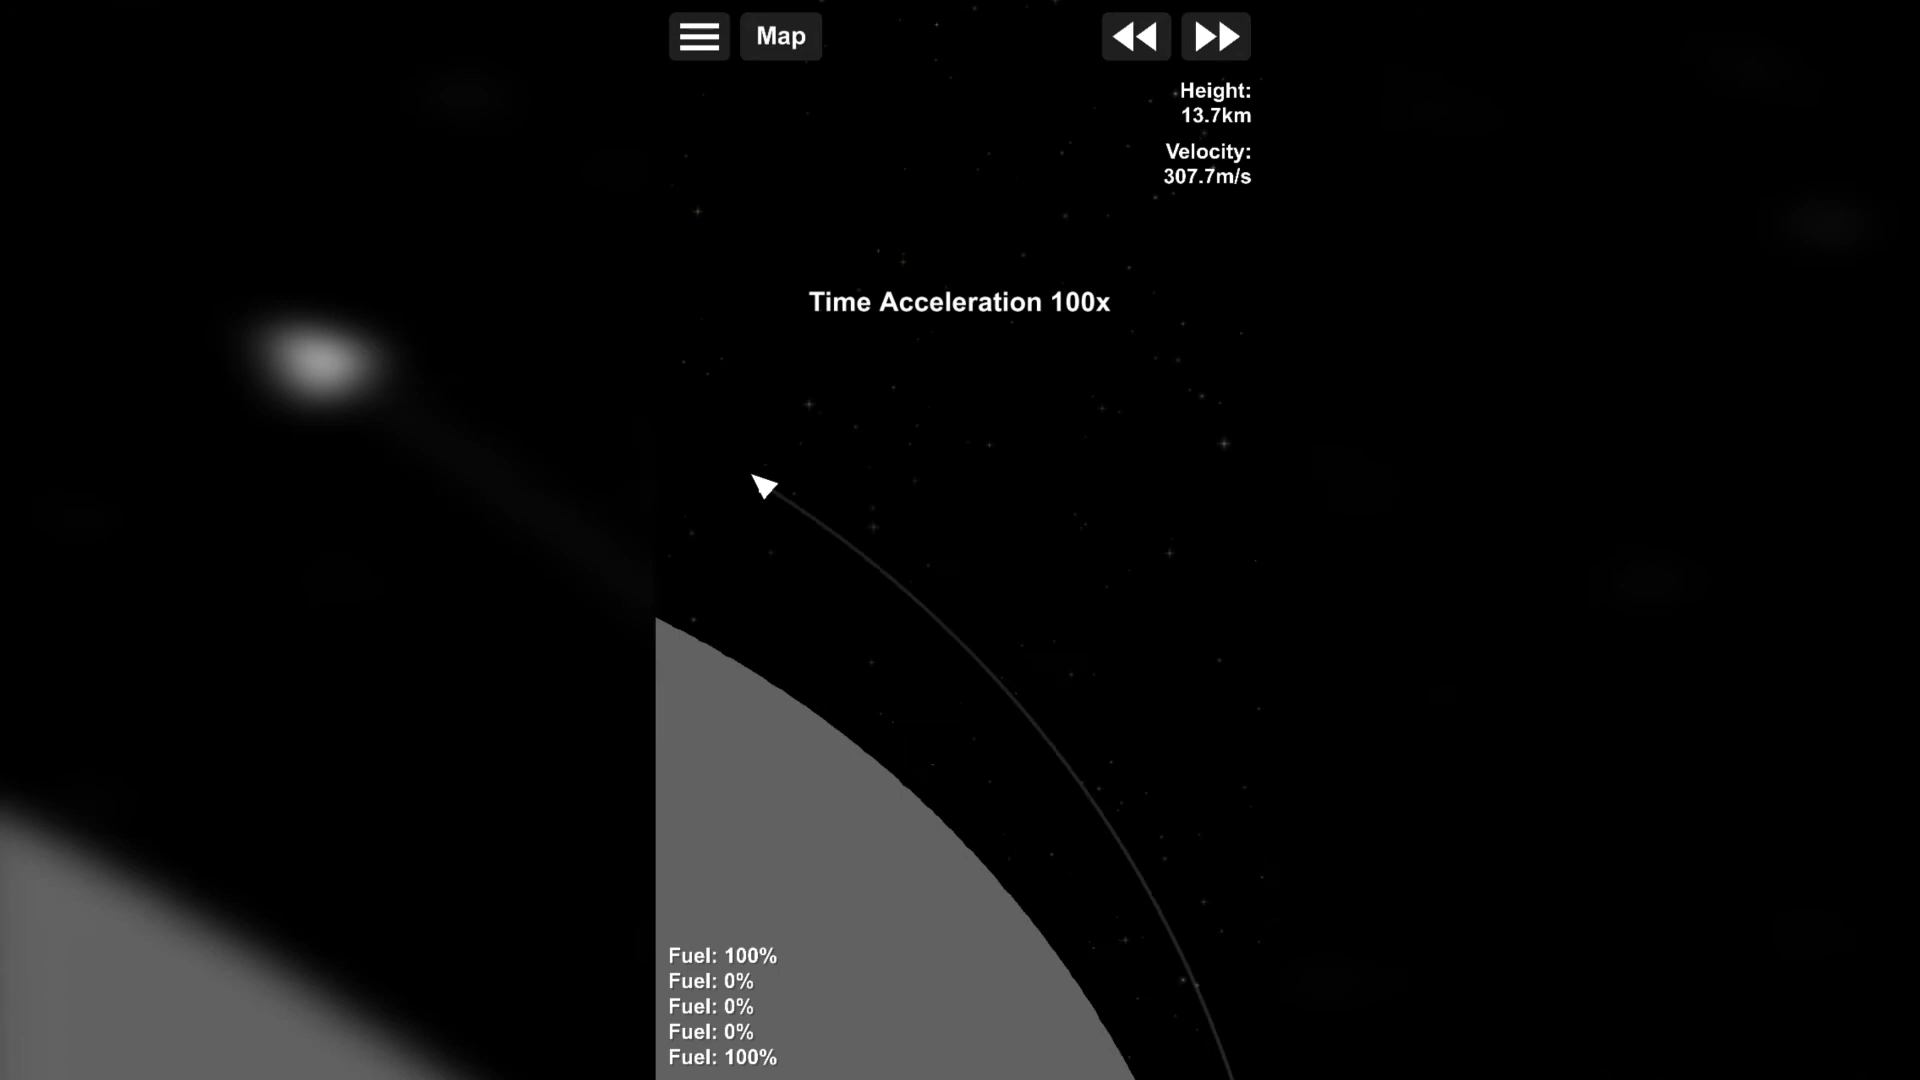 Map
Height:
13.7km
Velocity:
307.7m/s
Time Acceleration 100x
Fuel: 100%
Fuel: 0%
Fuel: 0%
Fuel: 0%
Fuel: 100%